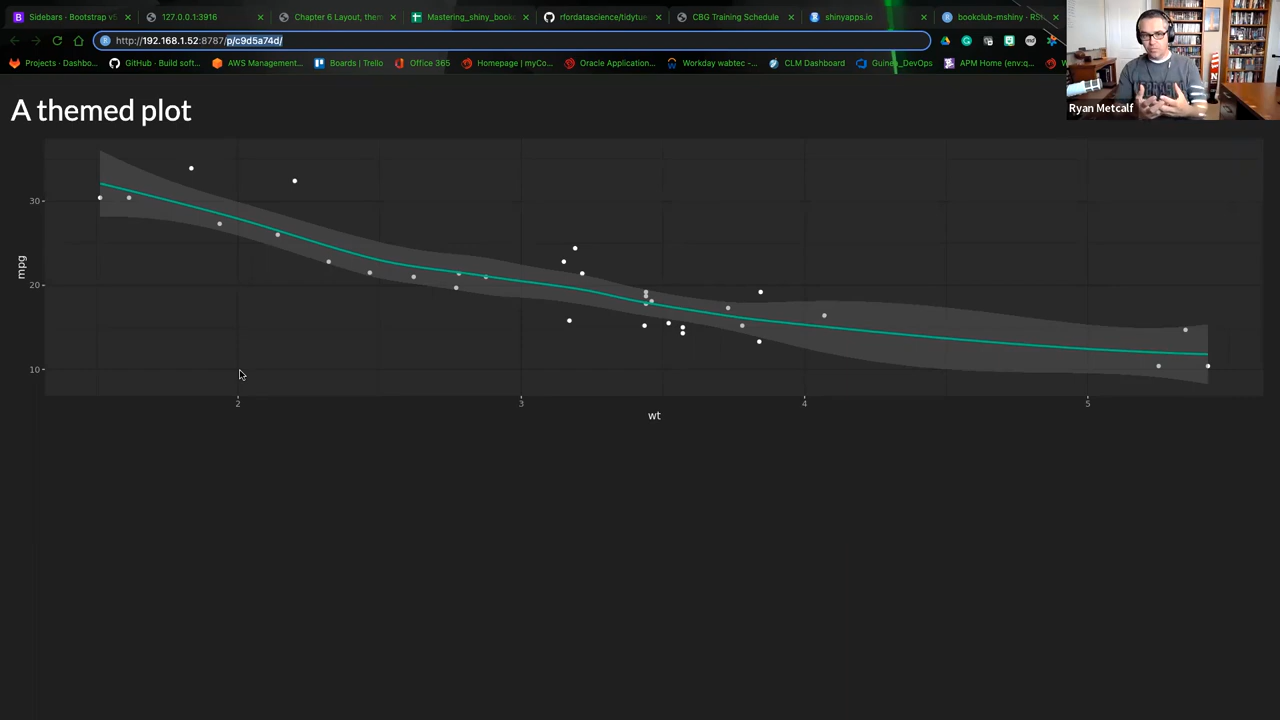 Sidebars - Bootstrap v5
127.0.0.1:3916
Chapter 6 Layout, them
Mastering_shiny_book
rfordatascience/tidytue
CBG Training Schedule
shinyapps.io
bookclub-mshiny - RSt
http://192.168.1.52:8787/p/c9d5a74d/
Projects · Dashbo...
GitHub · Build soft...
AWS Management...
Boards | Trello
Office 365
Homepage | myCo...
Oracle Application...
Workday wabtec -...
CLM Dashboard
Guinea_DevOps
APM Home (env:q...
Ryan Metcalf
A themed plot
30
20
10
mpg
2
3
4
5
wt